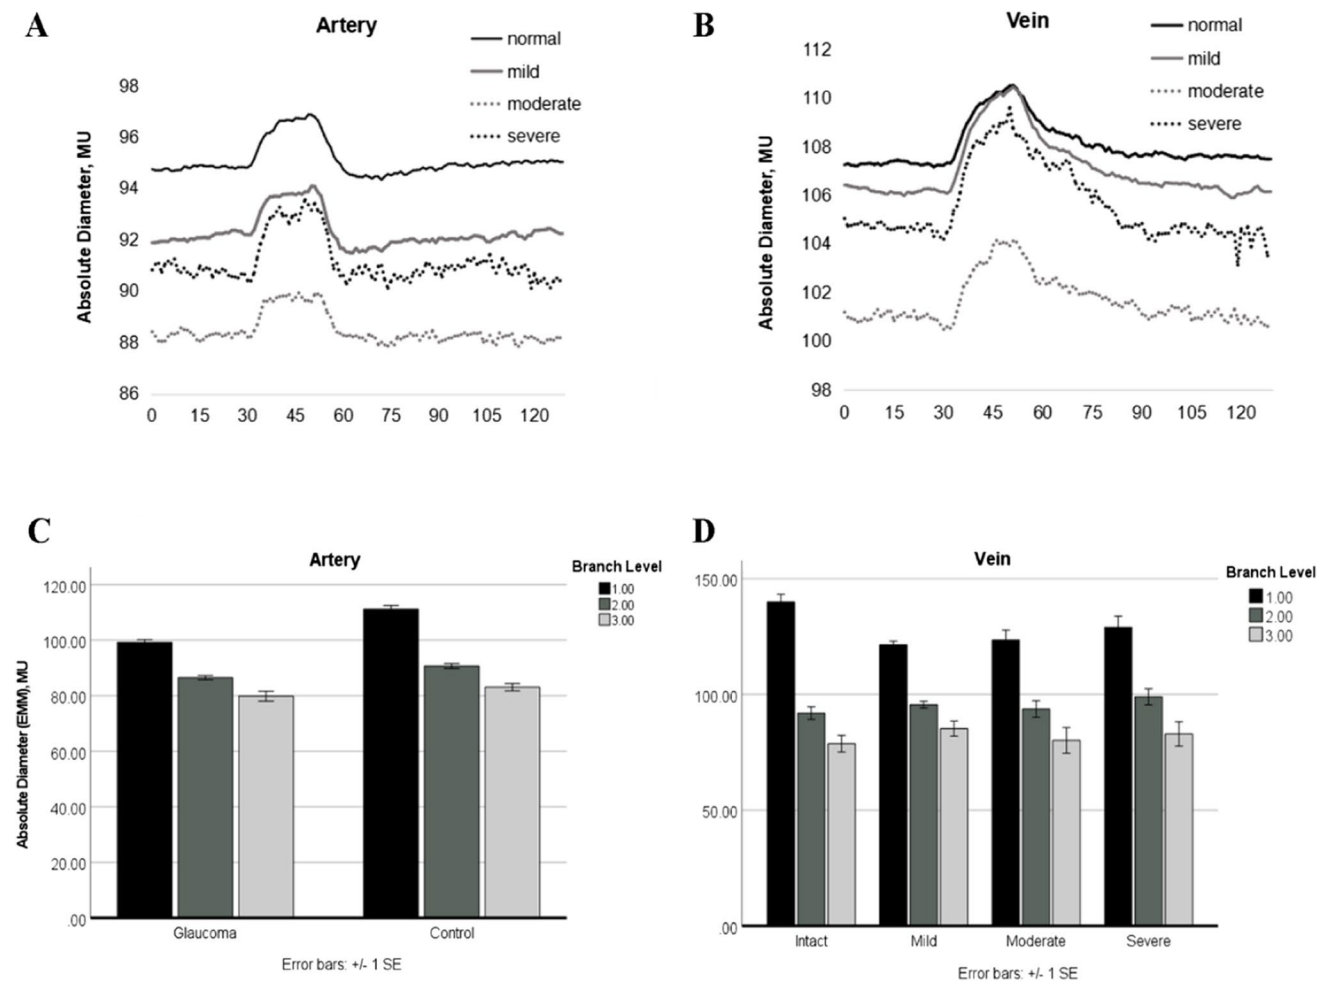 A
Artery
normal
mild
moderate
severe
Absolute Diameter, MU
98
96
94
92
90
88
86
0 15 30 45 60 75 90 105 120
B
Vein
normal
mild
moderate
severe
Absolute Diameter, MU
112
110
108
106
104
102
100
98
0 15 30 45 60 75 90 105 120
C
Artery
Branch Level
1.00
2.00
3.00
Absolute Diameter (EMM), MU
120.00
100.00
80.00
60.00
40.00
20.00
.00
Glaucoma Control
Error bars: +/- 1 SE
D
Vein
Branch Level
1.00
2.00
3.00
150.00
100.00
50.00
.00
Intact Mild Moderate Severe
Error bars: +/- 1 SE